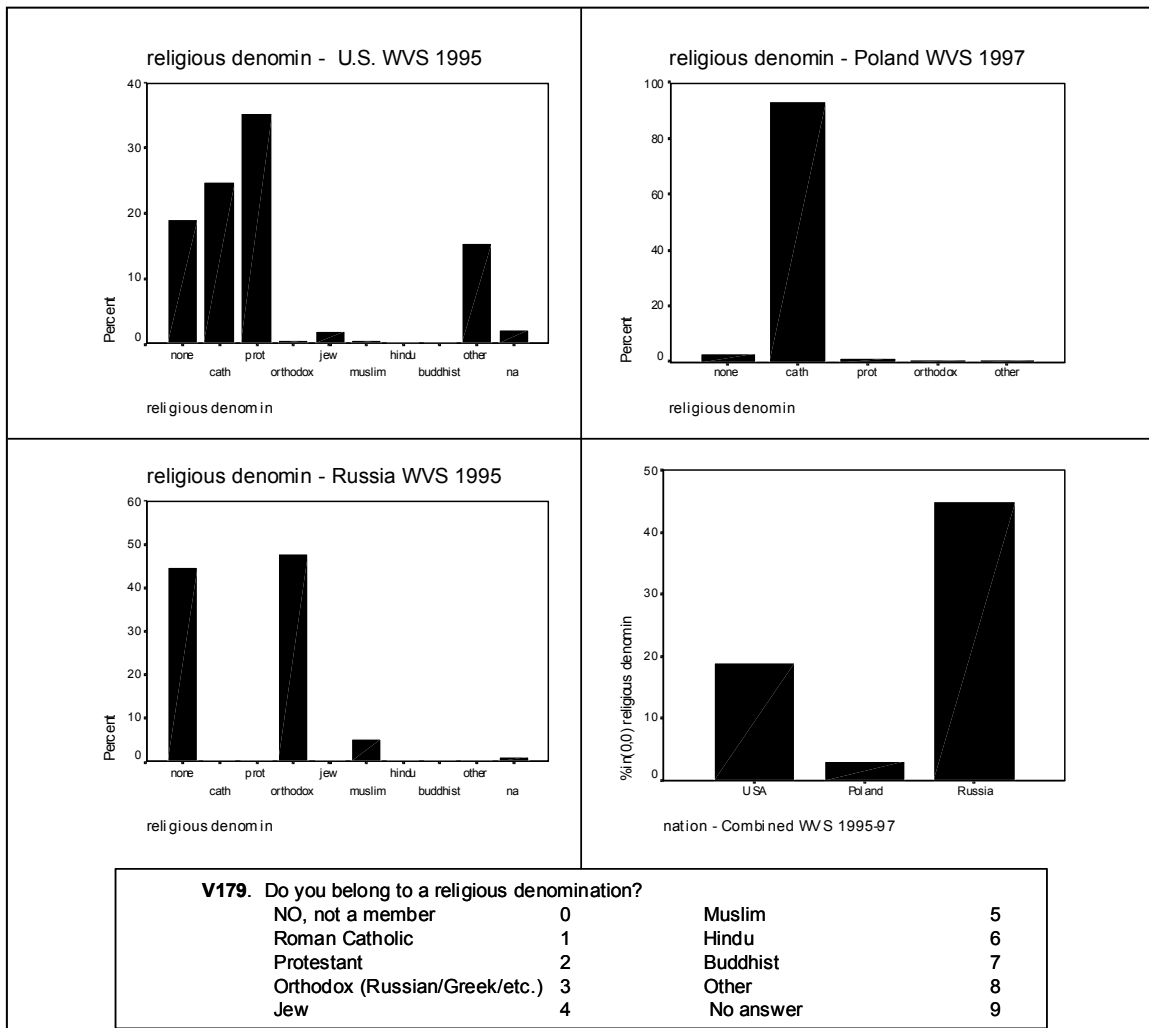 religious denomin - U.S. WVS 1995
40
30
20
10
0
Percent
none prot jew hindu other
cath orthodox muslim buddhist na
religious denomin
religious denomin - Poland WVS 1997
100
80
60
40
20
0
Percent
none cath prot orthodox other
religious denomin
religious denomin - Russia WVS 1995
60
50
40
30
20
10
0
Percent
none prot jew hindu other
cath orthodox muslim buddhist na
religious denomin
50
40
30
20
10
0
%in(0,0) religious denomin
USA Poland Russia
nation - Combined WVS 1995-97
V179. Do you belong to a religious denomination?
NO, not a member 0 Muslim 5
Roman Catholic 1 Hindu 6
Protestant 2 Buddhist 7
Orthodox (Russian/Greek/etc.) 3 Other 8
Jew 4 No answer 9